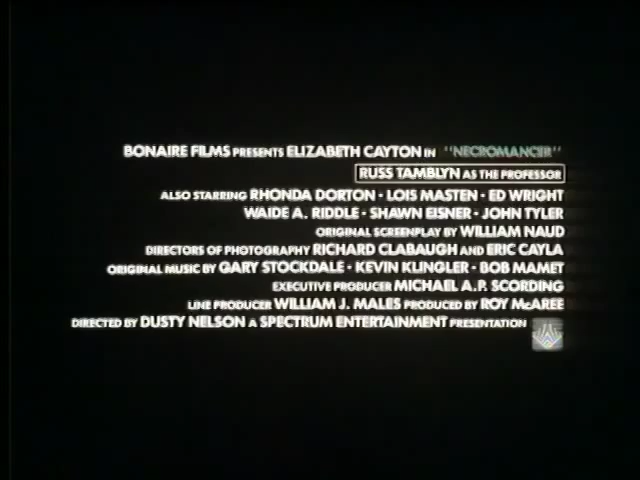 BONAIRE FILMS PRESENTS ELIZABETH CAYTON IN "NECROMANCER"
RUSS TAMBLYN AS THE PROFESSOR
ALSO STARRING RHONDA DORTON · LOIS MASTEN · ED WRIGHT
WAIDE A. RIDDLE · SHAWN EISNER · JOHN TYLER
ORIGINAL SCREENPLAY BY WILLIAM NAUD
DIRECTORS OF PHOTOGRAPHY RICHARD CLABAUGH AND ERIC CAYLA
ORIGINAL MUSIC BY GARY STOCKDALE · KEVIN KLINGLER · BOB MAMET
EXECUTIVE PRODUCER MICHAEL A.P. SCORDING
LINE PRODUCER WILLIAM J. MALES PRODUCED BY ROY McAREE
DIRECTED BY DUSTY NELSON A SPECTRUM ENTERTAINMENT PRESENTATION